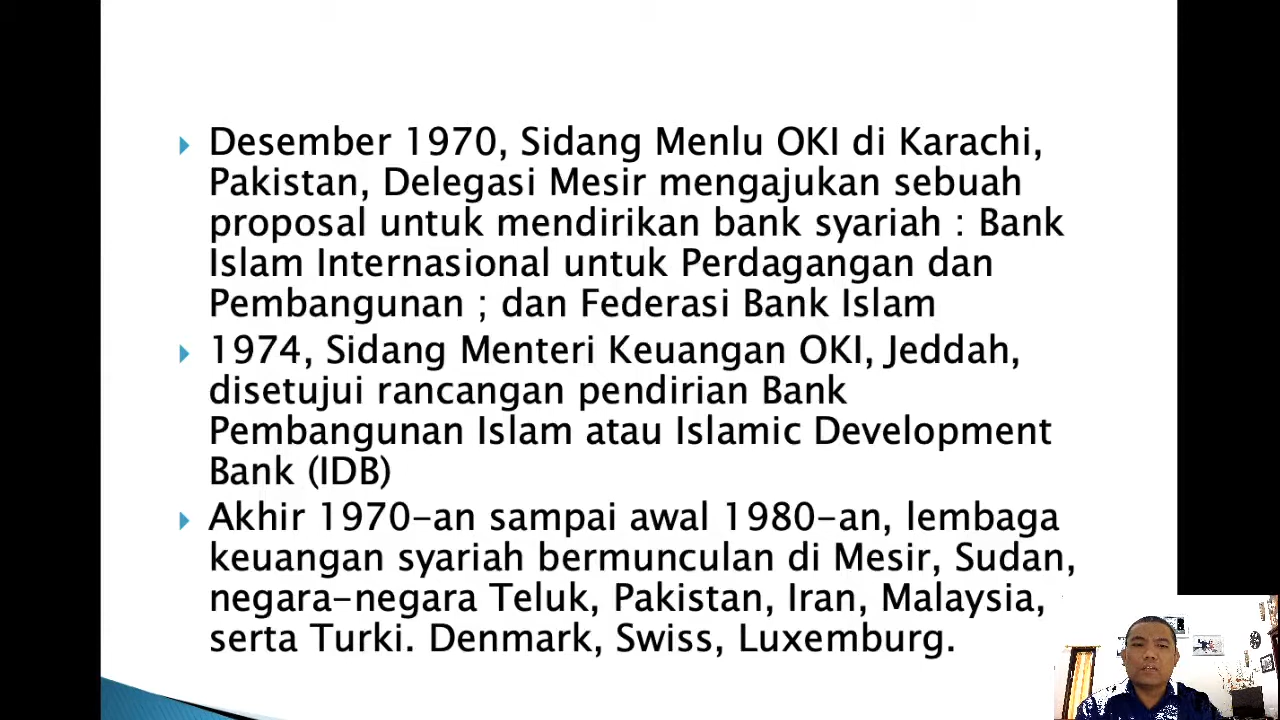 Desember 1970, Sidang Menlu OKI di Karachi,
Pakistan, Delegasi Mesir mengajukan sebuah
proposal untuk mendirikan bank syariah : Bank
Islam Internasional untuk Perdagangan dan
Pembangunan ; dan Federasi Bank Islam
1974, Sidang Menteri Keuangan OKI, Jeddah,
disetujui rancangan pendirian Bank
Pembangunan Islam atau Islamic Development
Bank (IDB)
Akhir 1970-an sampai awal 1980-an, lembaga
keuangan syariah bermunculan di Mesir, Sudan,
negara-negara Teluk, Pakistan, Iran, Malaysia,
serta Turki. Denmark, Swiss, Luxemburg.